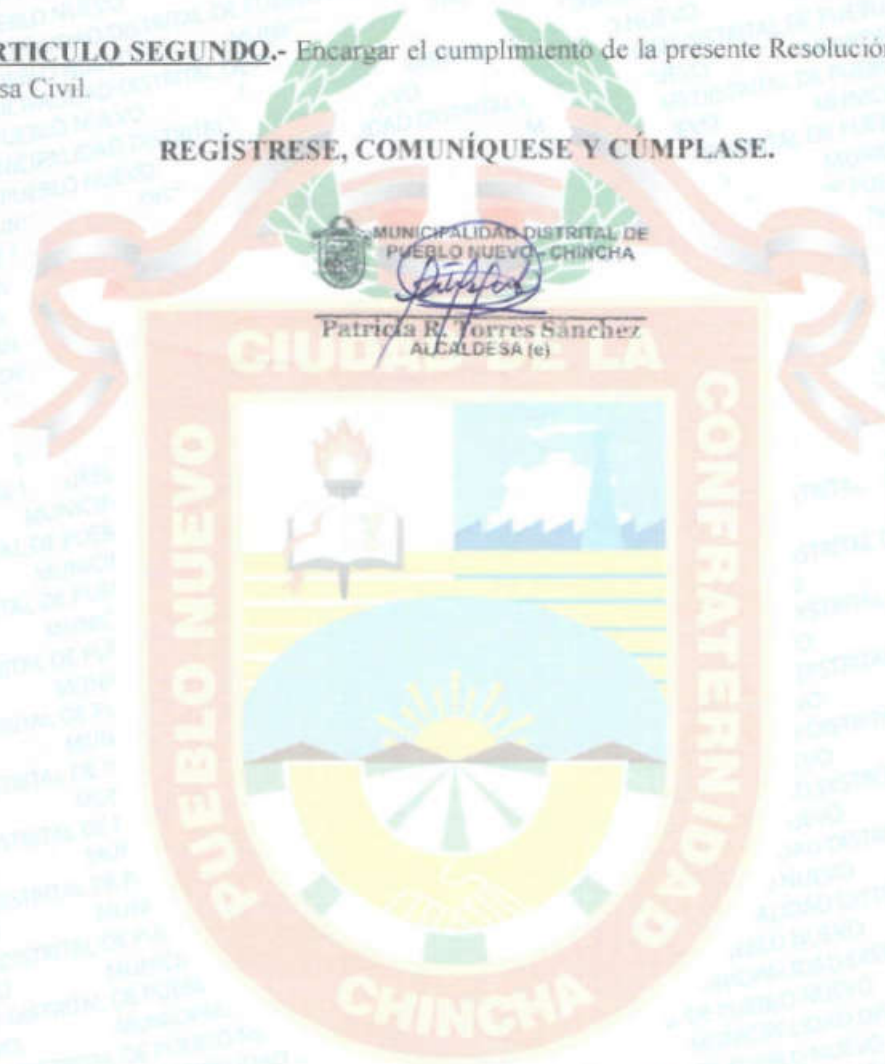 RTICULO SEGUNDO.- Encargar el cumplimiento de la presente Resolución
sa Civil.
REGÍSTRESE, COMUNÍQUESE Y CÚMPLASE.
MUNICIPALIDAD DISTRITAL DE
PUEBLO NUEVO - CHINCHA
Patricia R. Torres Sánchez
ALCALDESA (e)
CIUDAD DE LA
PUEBLO NUEVO
CONFRATERNIDAD
CHINCHA